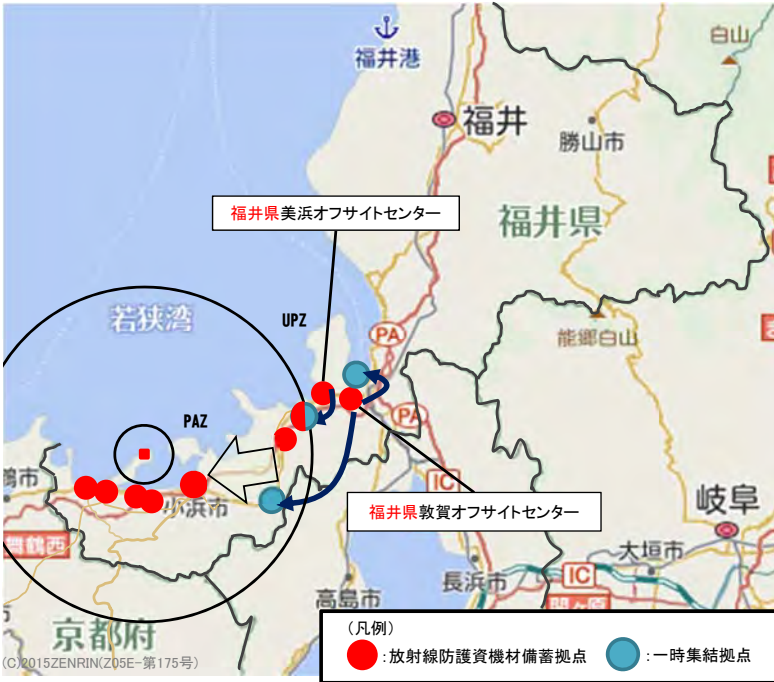 白山
福井港
福井
勝山市
福井県美浜オフサイトセンター
福井県
若狭湾
UPZ
PA
能郷白山
PAZ
PA
小浜市
IC
岐阜
福井県敦賀オフサイトセンター
舞鶴西
大垣市
長浜市
IC
高島市
京都府
(C)2015ZENRIN(Z05E-第175号)
(凡例)
:放射線防護資機材備蓄拠点 :一時集結拠点